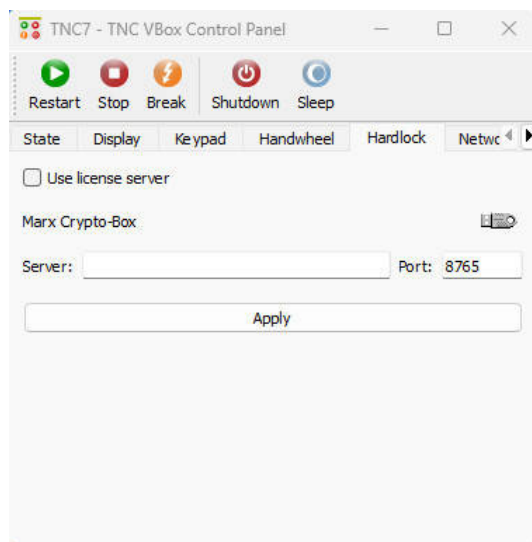 TNC7 - TNC VBox Control Panel
Restart Stop Break Shutdown Sleep
State Display Keypad Handwheel Hardlock Netwc
Use license server
Marx Crypto-Box
Server: Port: 8765
Apply